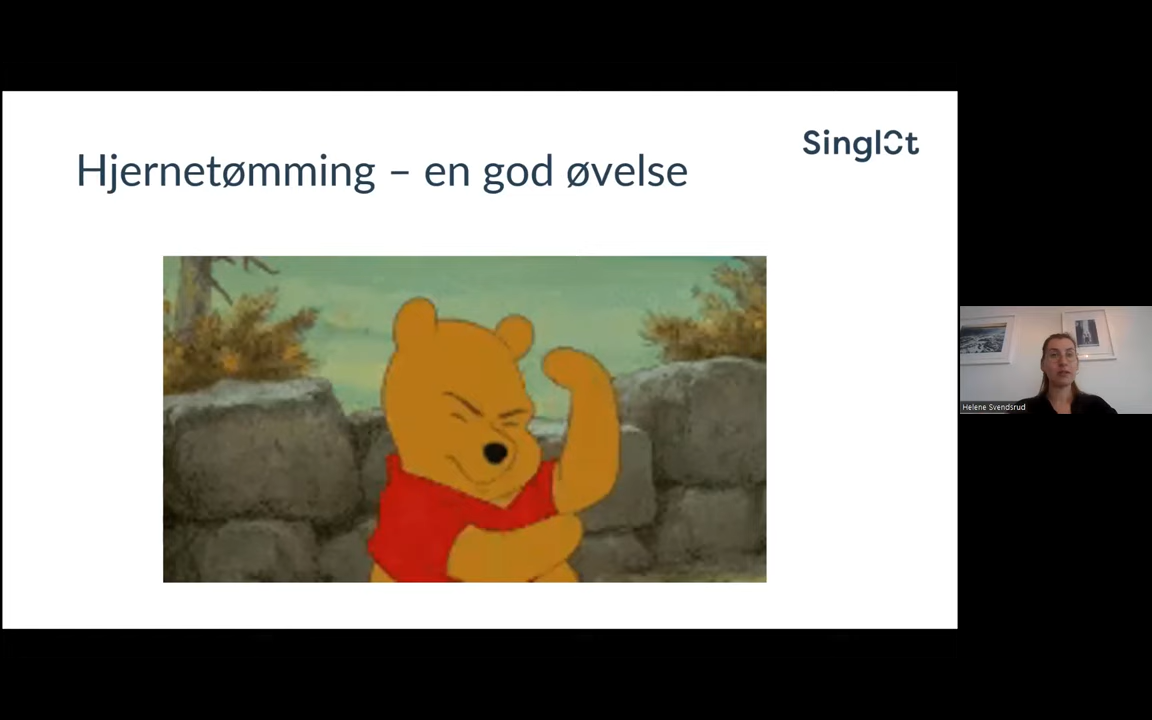 Singlot
Hjernetømming – en god øvelse
Helene Svendsrud